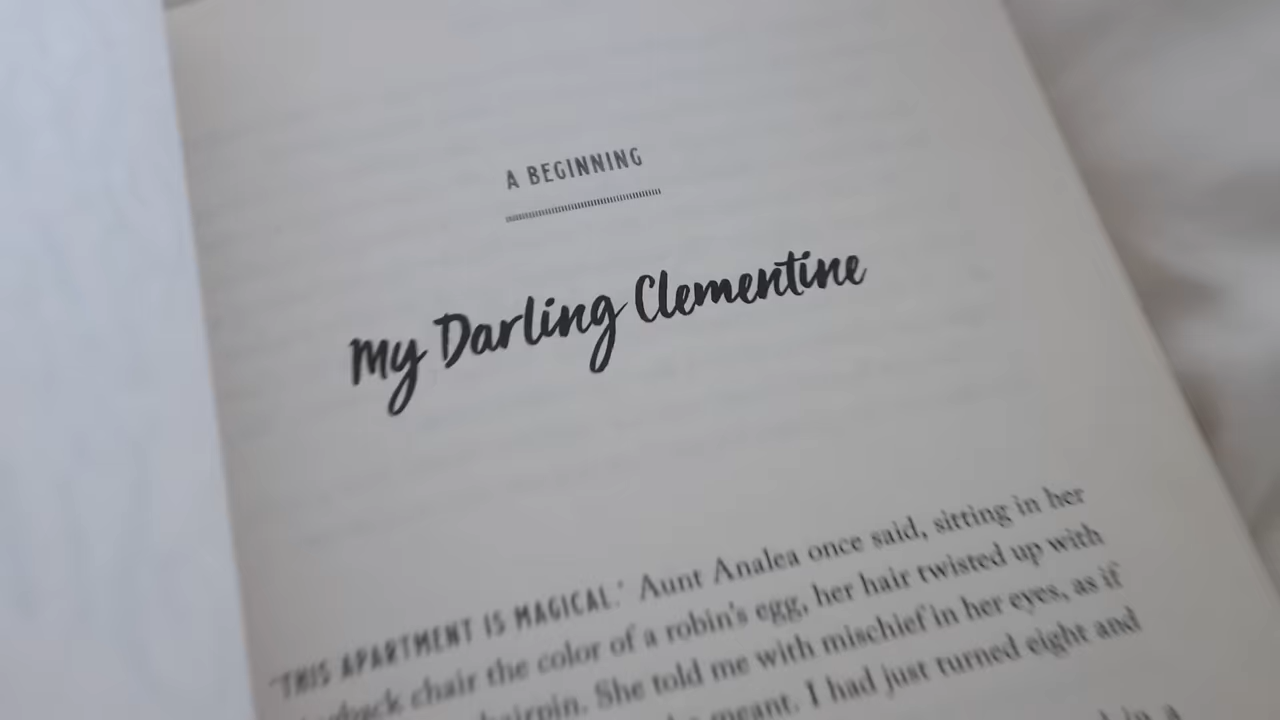 A BEGINNING
My Darling Clementine
'THIS APARTMENT IS MAGICAL.' Aunt Analea once said, sitting in her
chair the color of a robin's egg, her hair twisted up with
hairpin. She told me with mischief in her eyes, as if
meant. I had just turned eight and
in a